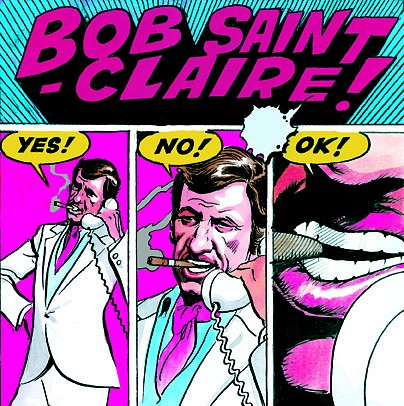 BOB SAINT
-CLAIRE!
YES!
NO!
OK!